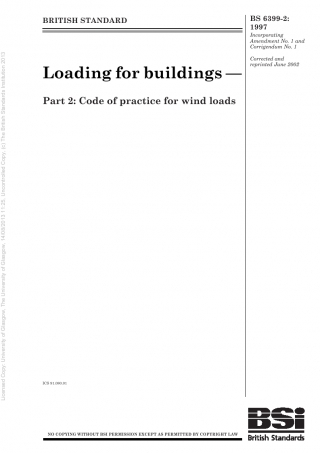 BRITISH STANDARD
BS 6399-2:
1997
Incorporating
Amendment No. 1 and
Corrigendum No. 1
Corrected and
reprinted June 2002
Loading for buildings —
Part 2: Code of practice for wind loads
Licensed Copy: University of Glasgow, The University of Glasgow, 14/03/2013 11:25, Uncontrolled Copy, (c) The British Standards Institution 2013
ICS 91.060.01
NO COPYING WITHOUT BSI PERMISSION EXCEPT AS PERMITTED BY COPYRIGHT LAW
BSi
British Standards